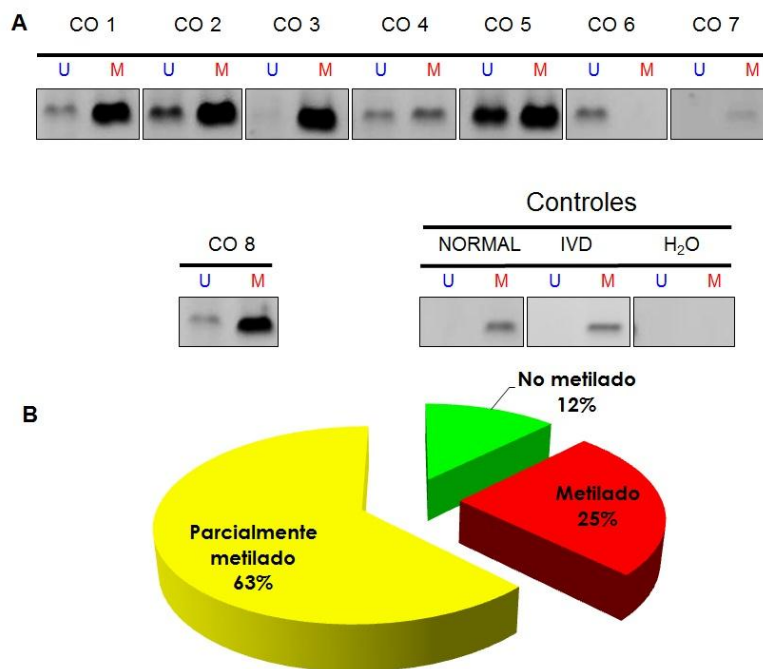 A
CO 1 CO 2 CO 3 CO 4 CO 5 CO 6 CO 7
U M U M U M U M U M U M U M
Controles
CO 8 NORMAL IVD H₂O
U M U M U M U M
B
No metilado
12%
Metilado
25%
Parcialmente
metilado
63%